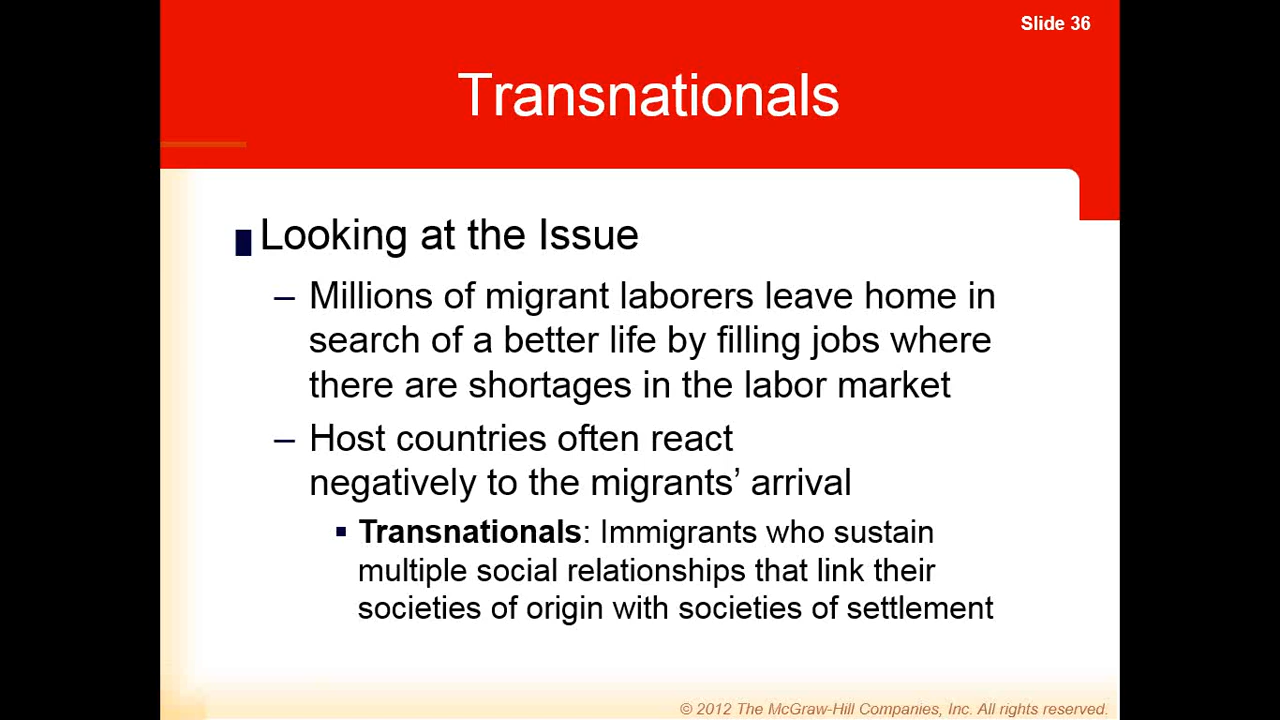 Slide 36
Transnationals
Looking at the Issue
– Millions of migrant laborers leave home in
search of a better life by filling jobs where
there are shortages in the labor market
– Host countries often react
negatively to the migrants’ arrival
▪ Transnationals: Immigrants who sustain
multiple social relationships that link their
societies of origin with societies of settlement
© 2012 The McGraw-Hill Companies, Inc. All rights reserved.